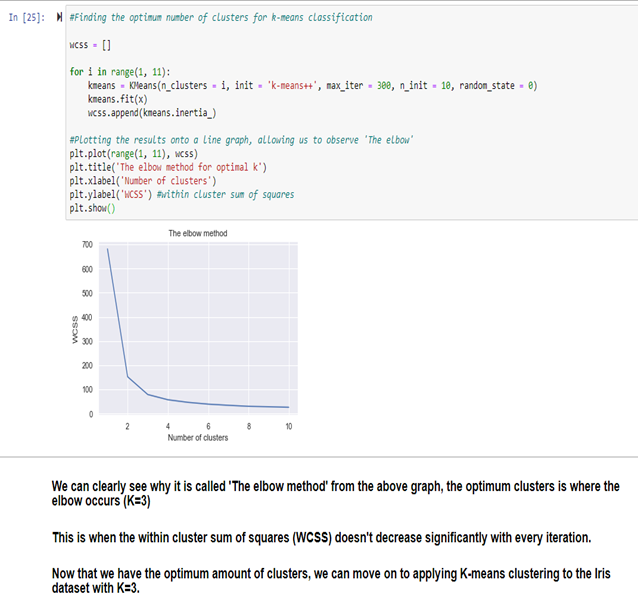 In [25]:
#Finding the optimum number of clusters for k-means classification
wcss = []
for i in range(1, 11):
kmeans = KMeans(n_clusters = i, init = 'k-means++', max_iter = 300, n_init = 10, random_state = 0)
kmeans.fit(x)
wcss.append(kmeans.inertia_)
#Plotting the results onto a line graph, allowing us to observe 'The elbow'
plt.plot(range(1, 11), wcss)
plt.title('The elbow method for optimal k')
plt.xlabel('Number of clusters')
plt.ylabel('WCSS') #within cluster sum of squares
plt.show()
The elbow method
700
600
500
400
300
200
100
0
WCSS
2 4 6 8 10
Number of clusters
We can clearly see why it is called 'The elbow method' from the above graph, the optimum clusters is where the
elbow occurs (K=3)
This is when the within cluster sum of squares (WCSS) doesn't decrease significantly with every iteration.
Now that we have the optimum amount of clusters, we can move on to applying K-means clustering to the Iris
dataset with K=3.